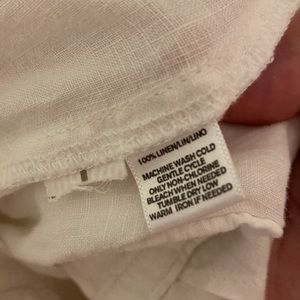 100% LINEN/LIN/LINO
MACHINE WASH COLD
GENTLE CYCLE
ONLY NON-CHLORINE
BLEACH WHEN NEEDED
TUMBLE DRY LOW
WARM IRON IF NEEDED